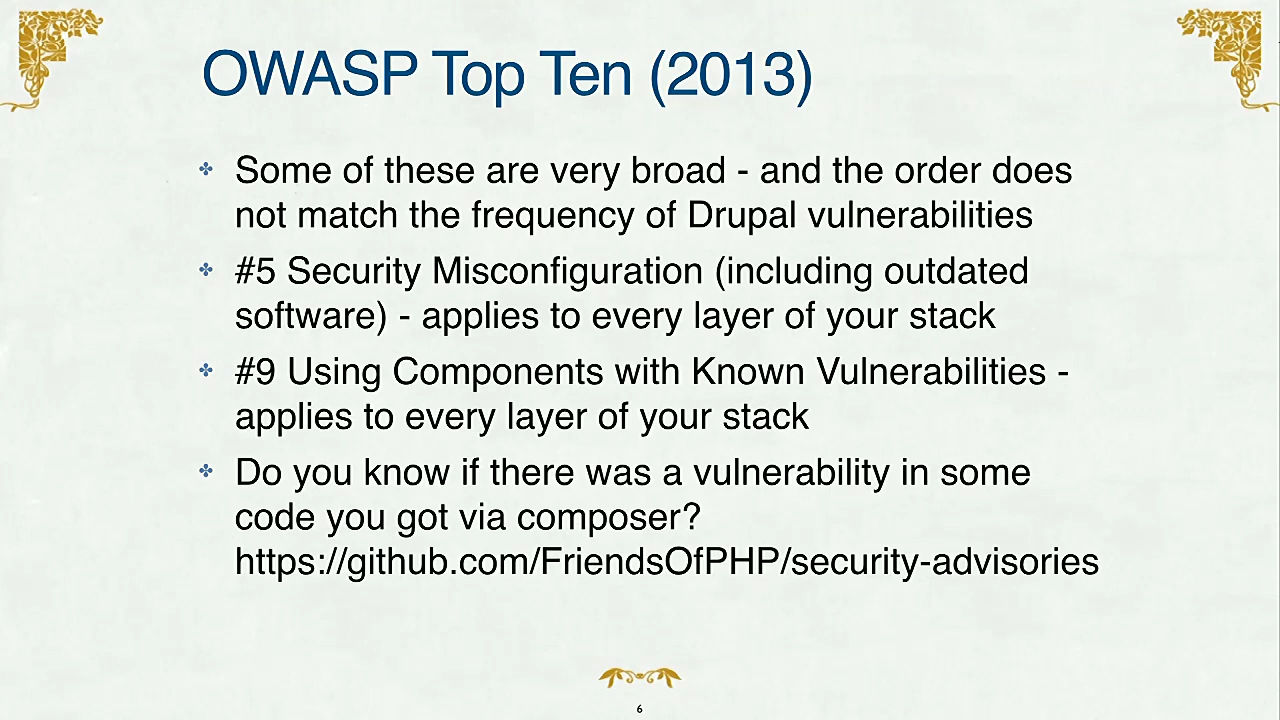 OWASP Top Ten (2013)
Some of these are very broad - and the order does
not match the frequency of Drupal vulnerabilities
#5 Security Misconfiguration (including outdated
software) - applies to every layer of your stack
#9 Using Components with Known Vulnerabilities -
applies to every layer of your stack
Do you know if there was a vulnerability in some
code you got via composer?
https://github.com/FriendsOfPHP/security-advisories
6